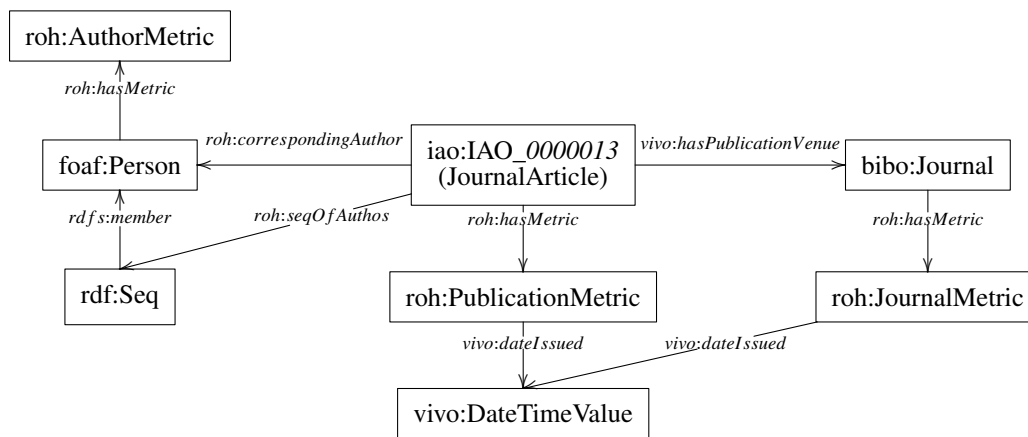 roh:AuthorMetric
roh:hasMetric
roh:correspondingAuthor
vivo:hasPublicationVenue
foaf:Person
iao:IAO_0000013
(JournalArticle)
bibo:Journal
rdfs:member
roh:seqOfAuthos
roh:hasMetric
roh:hasMetric
rdf:Seq
roh:PublicationMetric
roh:JournalMetric
vivo:dateIssued
vivo:dateIssued
vivo:DateTimeValue